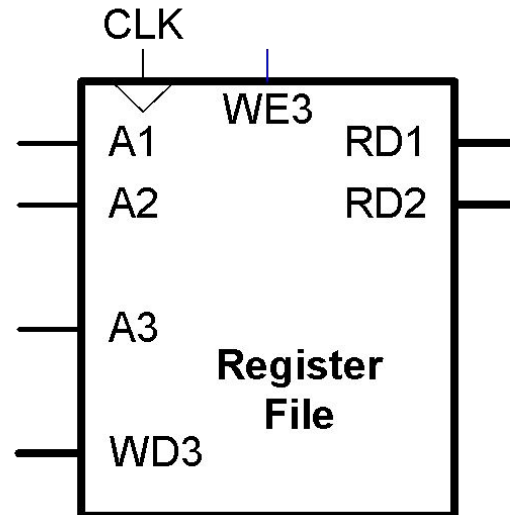 CLK
WE3
A1
RD1
A2
RD2
A3
Register
File
WD3